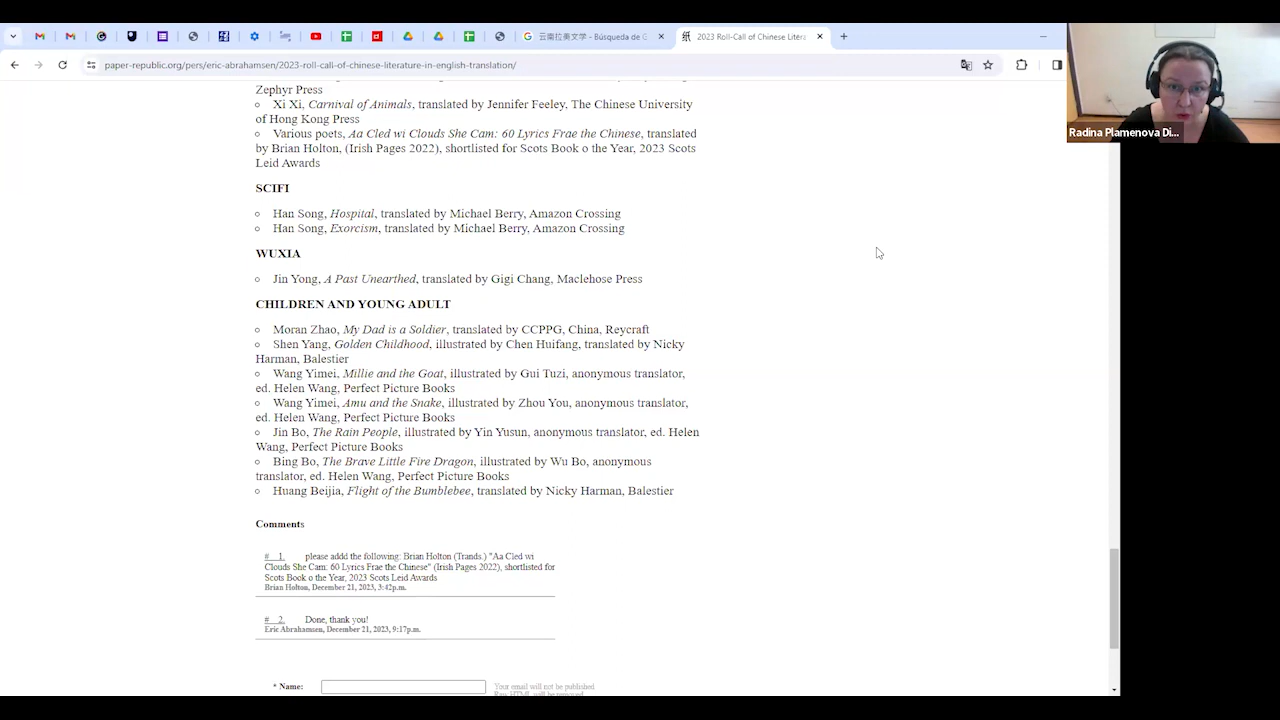 云南拉美文学 - Búsqueda de G
2023 Roll-Call of Chinese Litera
paper-republic.org/pers/eric-abrahamsen/2023-roll-call-of-chinese-literature-in-english-translation/
Radina Plamenova Di...
Zephyr Press
Xi Xi, Carnival of Animals, translated by Jennifer Feeley, The Chinese University
of Hong Kong Press
Various poets, Aa Cled wi Clouds She Cam: 60 Lyrics Frae the Chinese, translated
by Brian Holton, (Irish Pages 2022), shortlisted for Scots Book o the Year, 2023 Scots
Leid Awards
SCIFI
Han Song, Hospital, translated by Michael Berry, Amazon Crossing
Han Song, Exorcism, translated by Michael Berry, Amazon Crossing
WUXIA
Jin Yong, A Past Unearthed, translated by Gigi Chang, Maclehose Press
CHILDREN AND YOUNG ADULT
Moran Zhao, My Dad is a Soldier, translated by CCPPG, China, Reycraft
Shen Yang, Golden Childhood, illustrated by Chen Huifang, translated by Nicky
Harman, Balestier
Wang Yimei, Millie and the Goat, illustrated by Gui Tuzi, anonymous translator,
ed. Helen Wang, Perfect Picture Books
Wang Yimei, Amu and the Snake, illustrated by Zhou You, anonymous translator,
ed. Helen Wang, Perfect Picture Books
Jin Bo, The Rain People, illustrated by Yin Yusun, anonymous translator, ed. Helen
Wang, Perfect Picture Books
Bing Bo, The Brave Little Fire Dragon, illustrated by Wu Bo, anonymous
translator, ed. Helen Wang, Perfect Picture Books
Huang Beijia, Flight of the Bumblebee, translated by Nicky Harman, Balestier
Comments
# 1. please addd the following: Brian Holton (Trands.) "Aa Cled wi
Clouds She Cam: 60 Lyrics Frae the Chinese" (Irish Pages 2022), shortlisted for
Scots Book o the Year, 2023 Scots Leid Awards
Brian Holton, December 21, 2023, 3:42p.m.
# 2. Done, thank you!
Eric Abrahamsen, December 21, 2023, 9:17p.m.
* Name:
Your email will not be published